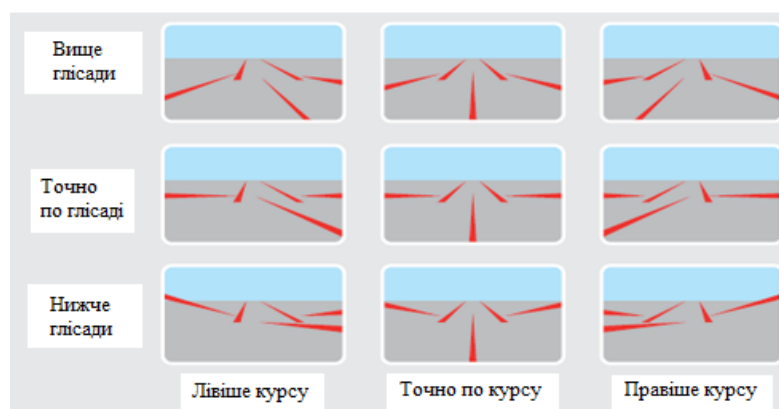 Вище
глісади
Точно
по глісаді
Нижче
глісади
Лівіше курсу
Точно по курсу
Правіше курсу